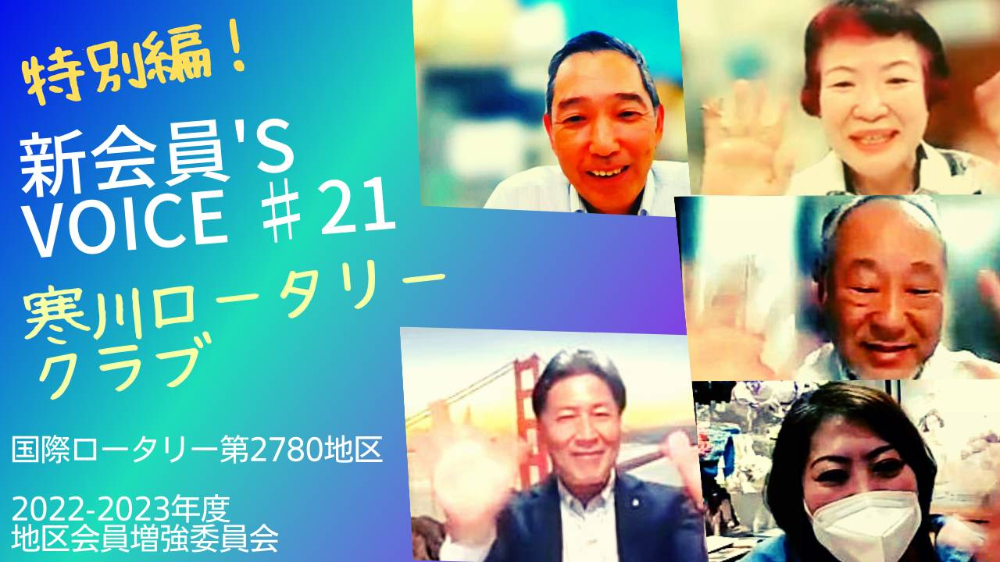 特別編！
新会員'S
VOICE ＃21
寒川ロータリー
クラブ
国際ロータリー第2780地区
2022-2023年度
地区会員増強委員会